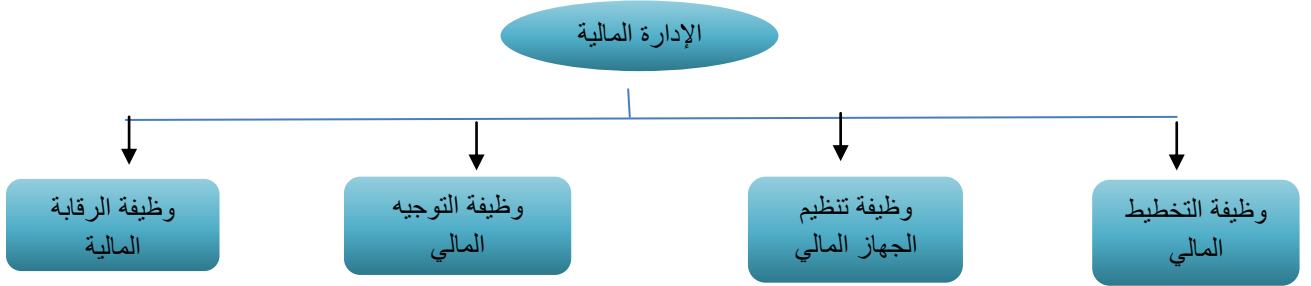 الإدارة المالية
وظيفة التخطيط
المالي
وظيفة تنظيم
الجهاز المالي
وظيفة التوجيه
المالي
وظيفة الرقابة
المالية